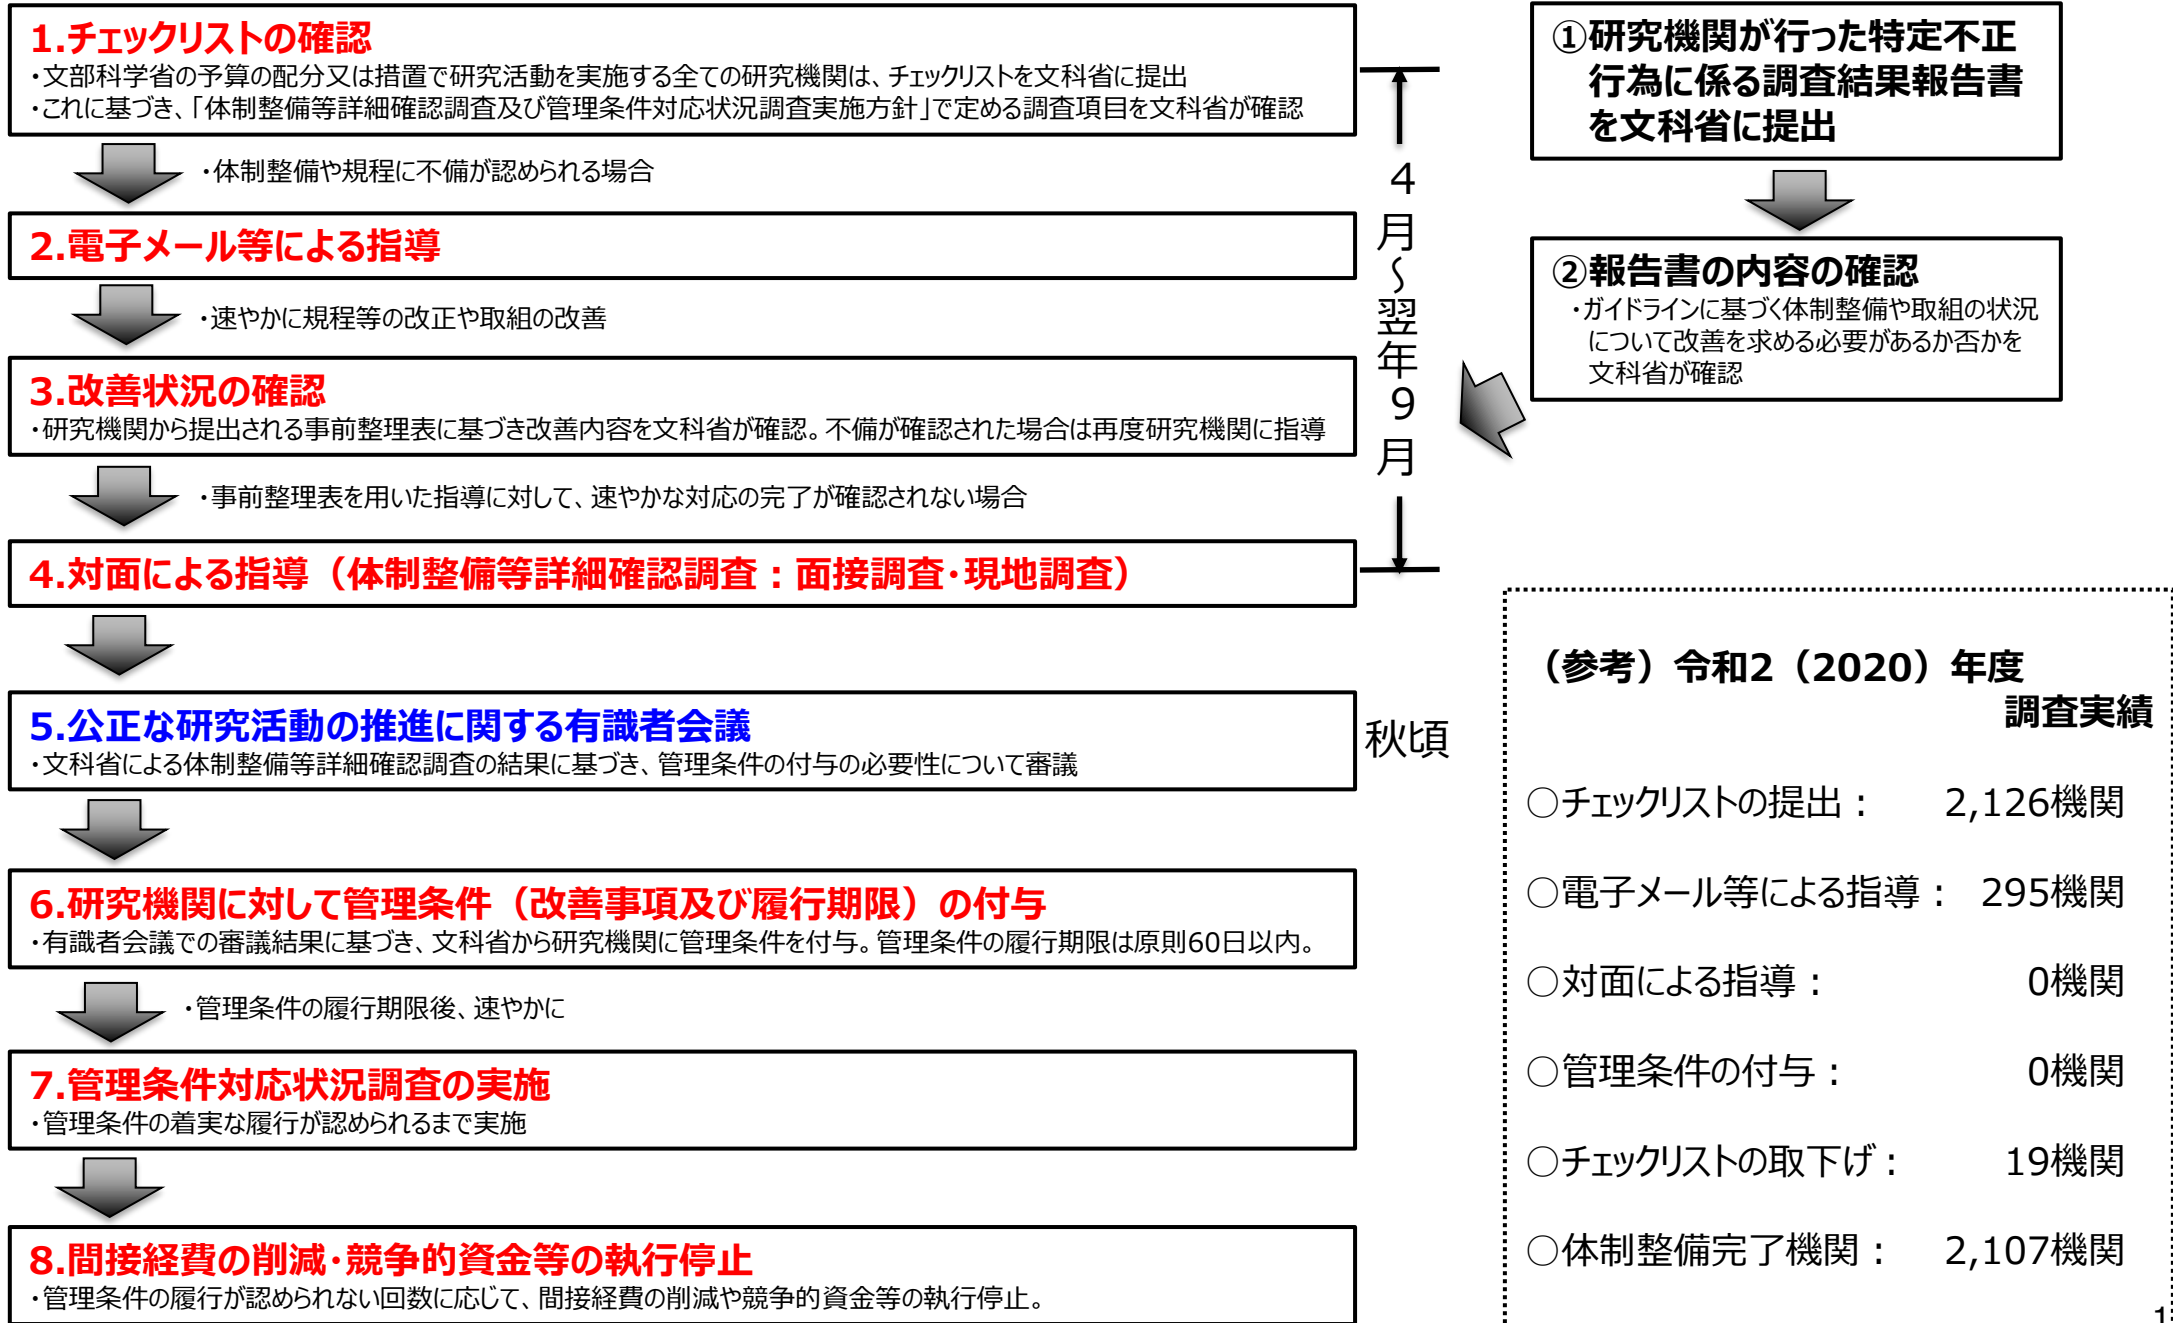 1.チェックリストの確認
・文部科学省の予算の配分又は措置で研究活動を実施する全ての研究機関は、チェックリストを文科省に提出
・これに基づき、「体制整備等詳細確認調査及び管理条件対応状況調査実施方針」で定める調査項目を文科省が確認
・体制整備や規程に不備が認められる場合
2.電子メール等による指導
・速やかに規程等の改正や取組の改善
3.改善状況の確認
・研究機関から提出される事前整理表に基づき改善内容を文科省が確認。不備が確認された場合は再度研究機関に指導
・事前整理表を用いた指導に対して、速やかな対応の完了が確認されない場合
4.対面による指導（体制整備等詳細確認調査：面接調査・現地調査）
4月～翌年9月
5.公正な研究活動の推進に関する有識者会議
・文科省による体制整備等詳細確認調査の結果に基づき、管理条件の付与の必要性について審議
秋頃
6.研究機関に対して管理条件（改善事項及び履行期限）の付与
・有識者会議での審議結果に基づき、文科省から研究機関に管理条件を付与。管理条件の履行期限は原則60日以内。
・管理条件の履行期限後、速やかに
7.管理条件対応状況調査の実施
・管理条件の着実な履行が認められるまで実施
8.間接経費の削減・競争的資金等の執行停止
・管理条件の履行が認められない回数に応じて、間接経費の削減や競争的資金等の執行停止。
①研究機関が行った特定不正
行為に係る調査結果報告書
を文科省に提出
②報告書の内容の確認
・ガイドラインに基づく体制整備や取組の状況
について改善を求める必要があるか否かを
文科省が確認
（参考）令和2（2020）年度
調査実績
○チェックリストの提出： 2,126機関
○電子メール等による指導： 295機関
○対面による指導： 0機関
○管理条件の付与： 0機関
○チェックリストの取下げ： 19機関
○体制整備完了機関： 2,107機関
1